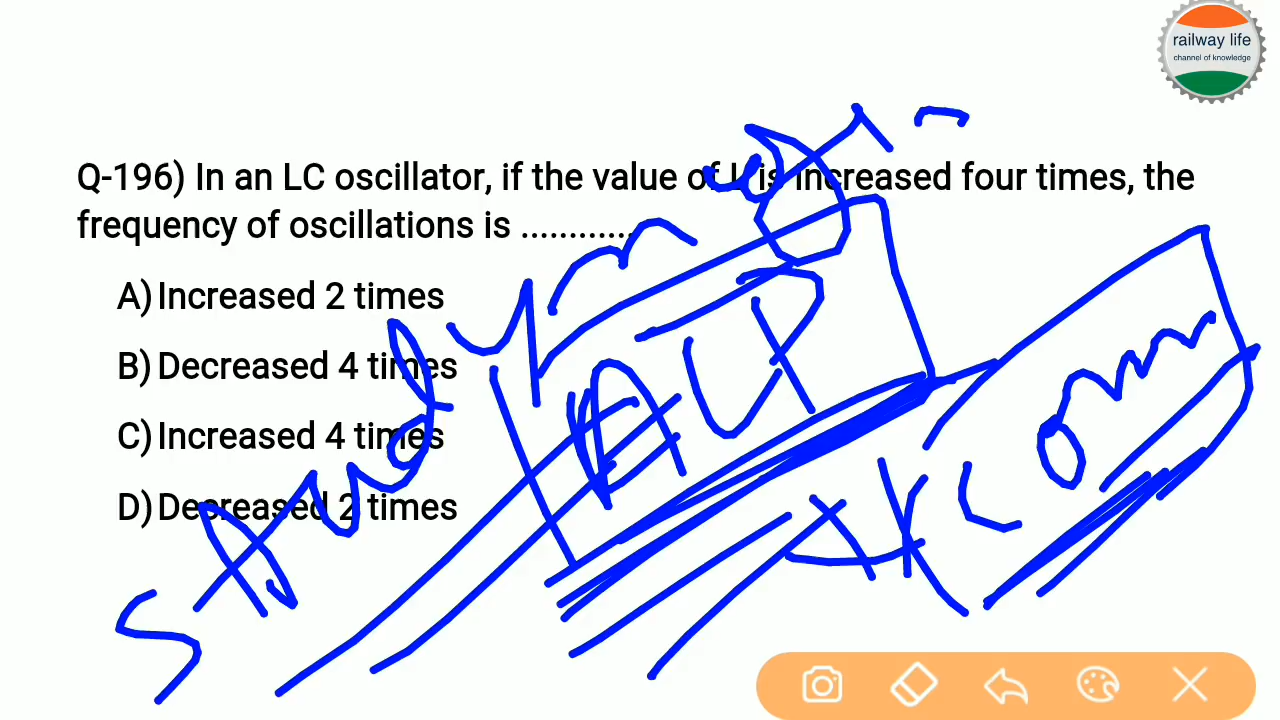 railway life
channel of knowledge
Q-196) In an LC oscillator, if the value of L is increased four times, the
frequency of oscillations is ............
A) Increased 2 times
B) Decreased 4 times
C) Increased 4 times
D) Decreased 2 times